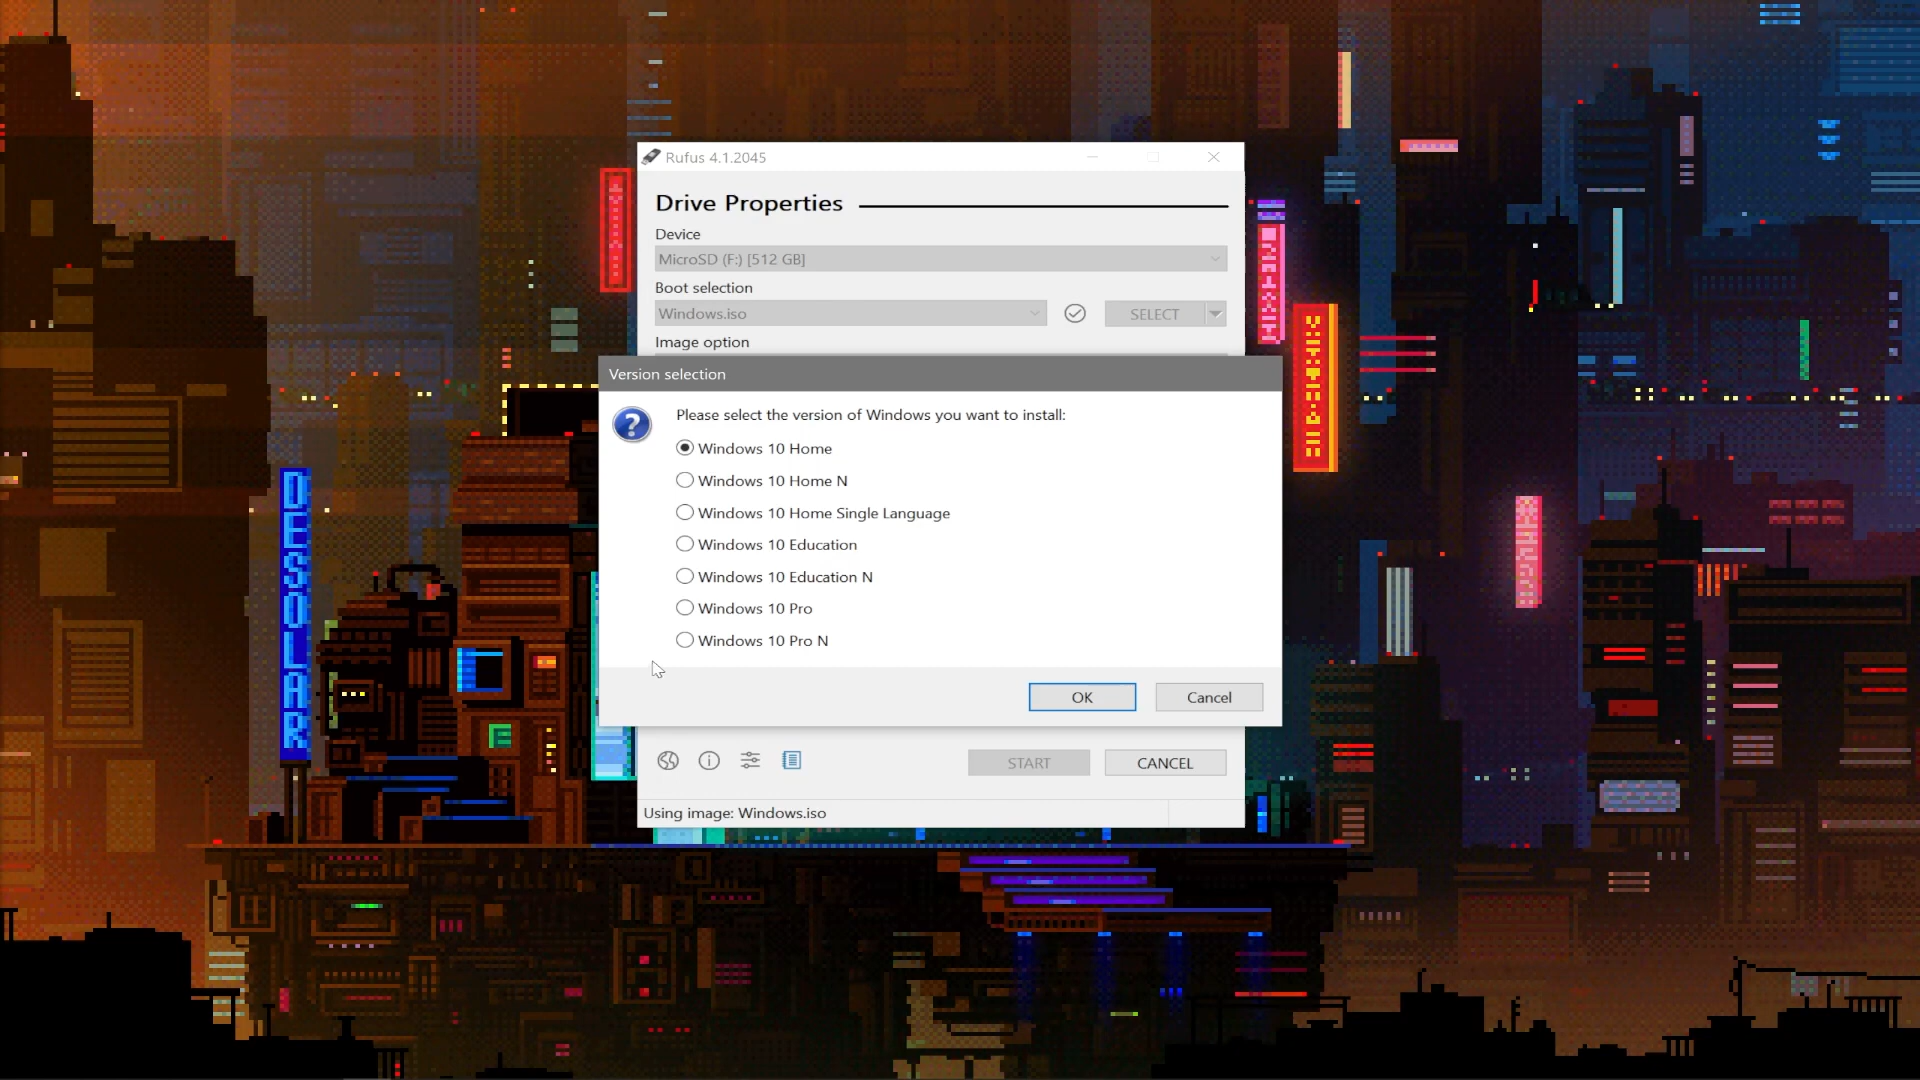 Rufus 4.1.2045
Drive Properties
Device
MicroSD (F:) [512 GB]
Boot selection
Windows.iso
SELECT
Image option
Version selection
Please select the version of Windows you want to install:
Windows 10 Home
Windows 10 Home N
Windows 10 Home Single Language
Windows 10 Education
Windows 10 Education N
Windows 10 Pro
Windows 10 Pro N
OK
Cancel
START
CANCEL
Using image: Windows.iso
DESOLAR